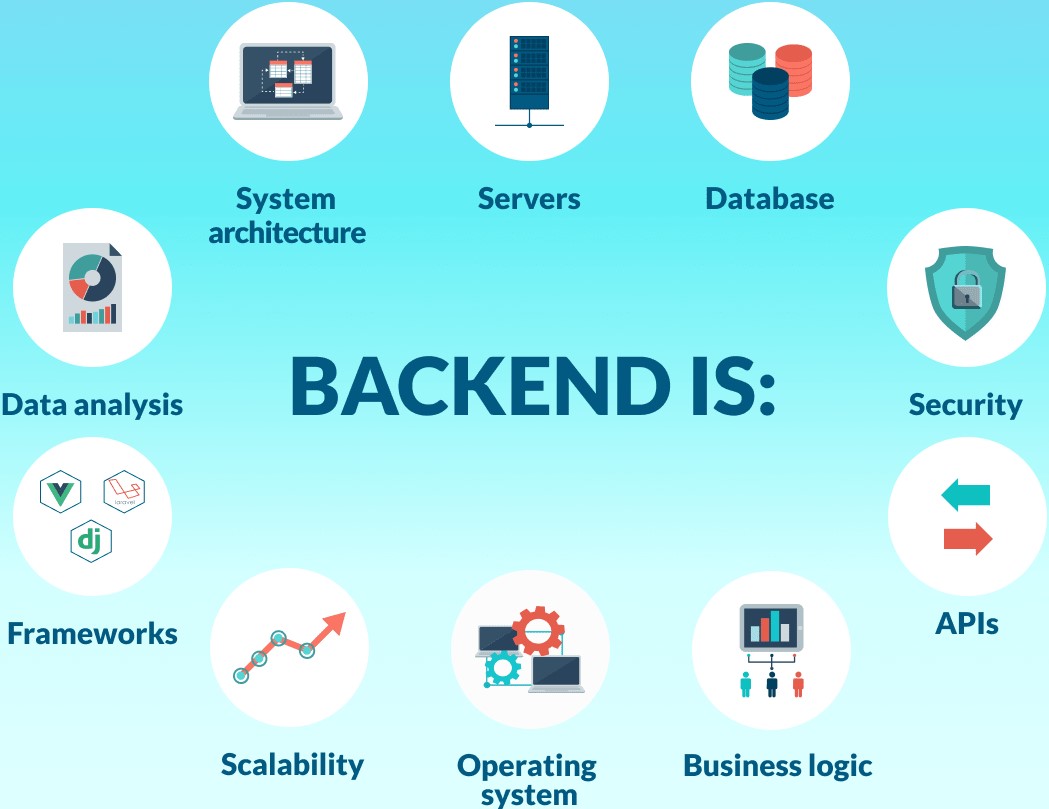 System
architecture
Servers
Database
Data analysis
BACKEND IS:
Security
laravel
dj
Frameworks
APIs
Scalability
Operating
system
Business logic